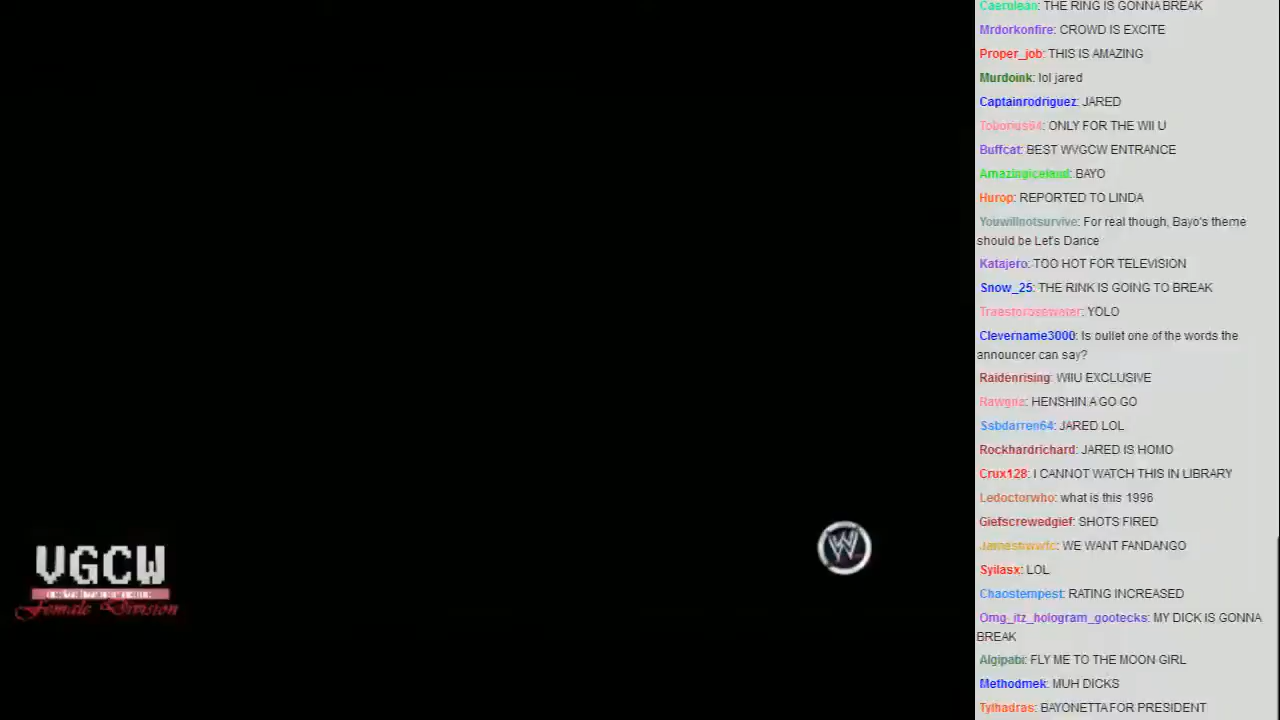 Caerulean: THE RING IS GONNA BREAK
Mrdorkonfire: CROWD IS EXCITE
Proper_job: THIS IS AMAZING
Murdoink: lol jared
Captainrodriguez: JARED
Toborius64: ONLY FOR THE WII U
Buffcat: BEST WVGCW ENTRANCE
Amazingiceland: BAYO
Hurop: REPORTED TO LINDA
Youwillnotsurvive: For real though, Bayo's theme
should be Let's Dance
Katajero: TOO HOT FOR TELEVISION
Snow_25: THE RINK IS GOING TO BREAK
Traestorosewater: YOLO
Clevername3000: Is oullet one of the words the
announcer can say?
Raidenrising: WIIU EXCLUSIVE
Rawgna: HENSHIN A GO GO
Ssbdarren64: JARED LOL
Rockhardrichard: JARED IS HOMO
Crux128: I CANNOT WATCH THIS IN LIBRARY
Ledoctorwho: what is this 1996
Giefscrewedgief: SHOTS FIRED
WE WANT FANDANGO
Syilasx: LOL
Chaostempest: RATING INCREASED
Omg_itz_hologram_gootecks: MY DICK IS GONNA
BREAK
Algipabi: FLY ME TO THE MOON GIRL
Methodmek: MUH DICKS
Tylhadras: BAYONETTA FOR PRESIDENT
VGCW
Female Division
W